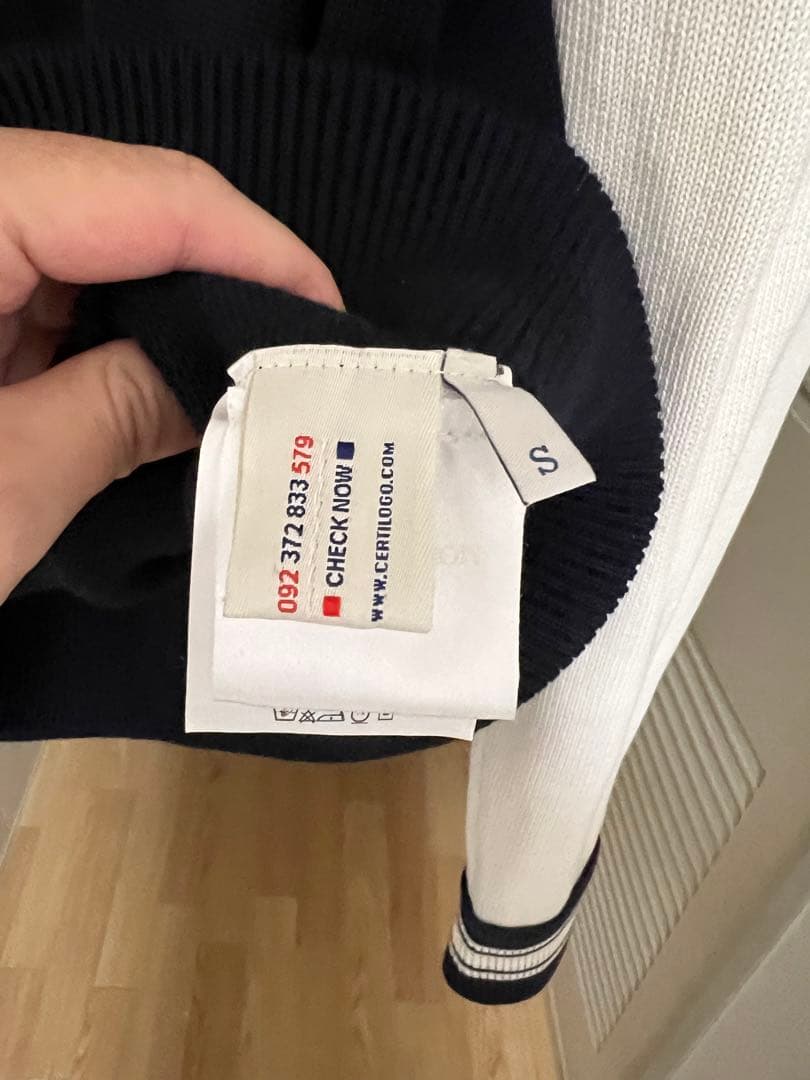 092 372 833 579
CHECK NOW
WWW.CERTILOGO.COM
S